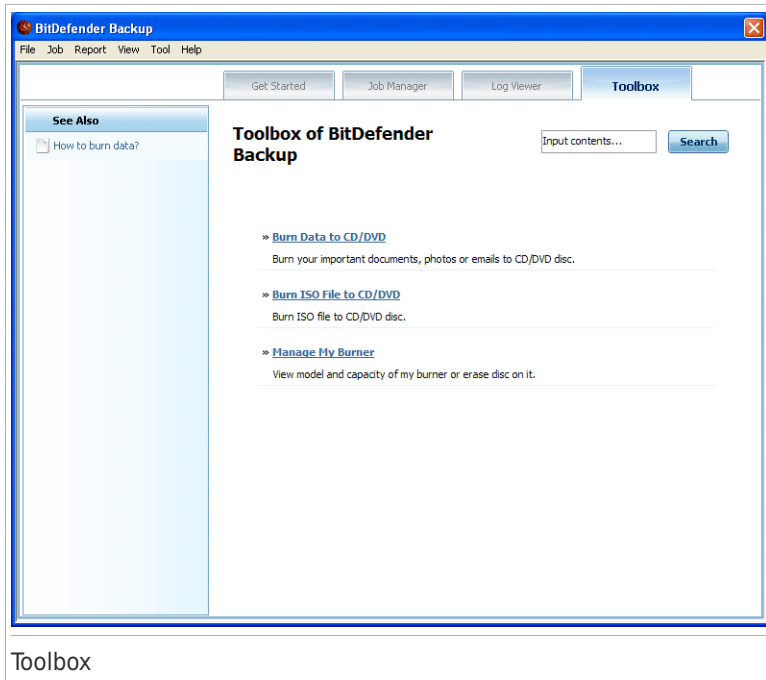 BitDefender Backup
File Job Report View Tool Help
Get Started Job Manager Log Viewer Toolbox
See Also
How to burn data?
Toolbox of BitDefender
Backup
Input contents... Search
» Burn Data to CD/DVD
Burn your important documents, photos or emails to CD/DVD disc.
» Burn ISO File to CD/DVD
Burn ISO file to CD/DVD disc.
» Manage My Burner
View model and capacity of my burner or erase disc on it.
Toolbox